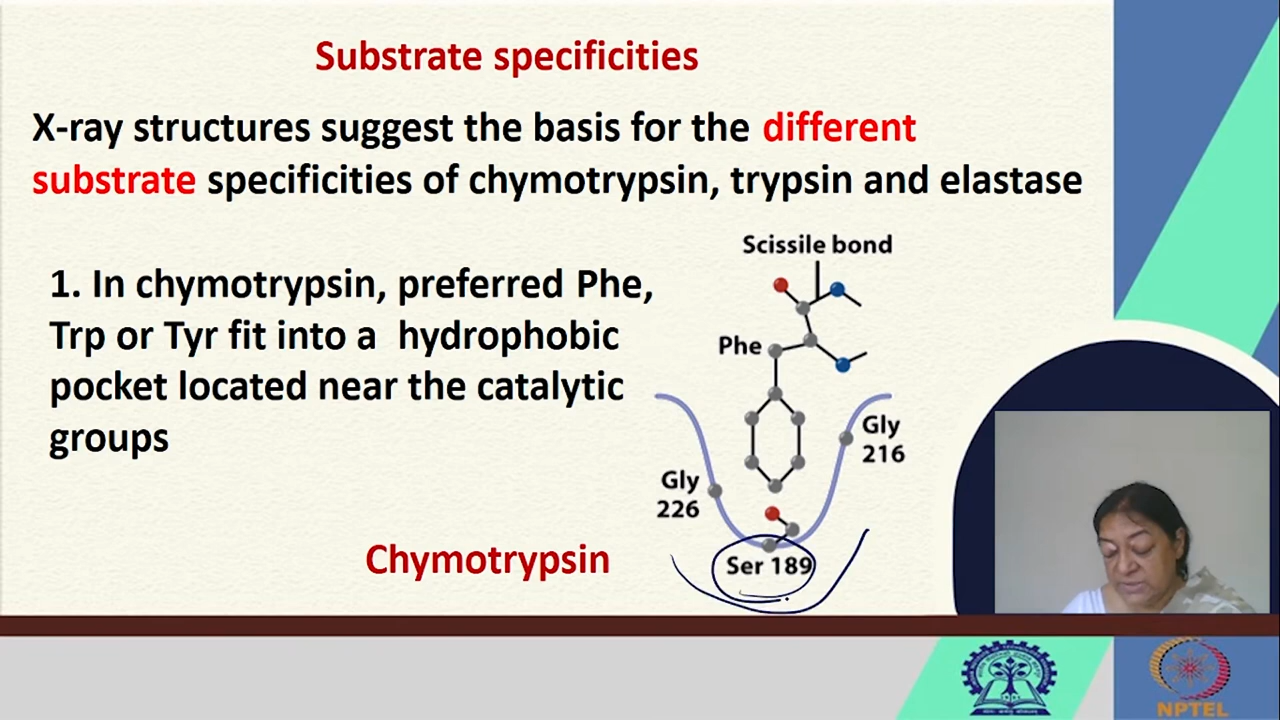 Substrate specificities
X-ray structures suggest the basis for the different
substrate specificities of chymotrypsin, trypsin and elastase
1. In chymotrypsin, preferred Phe,
Trp or Tyr fit into a hydrophobic
pocket located near the catalytic
groups
Chymotrypsin
Scissile bond
Phe
Gly
216
Gly
226
Ser 189
NPTEL